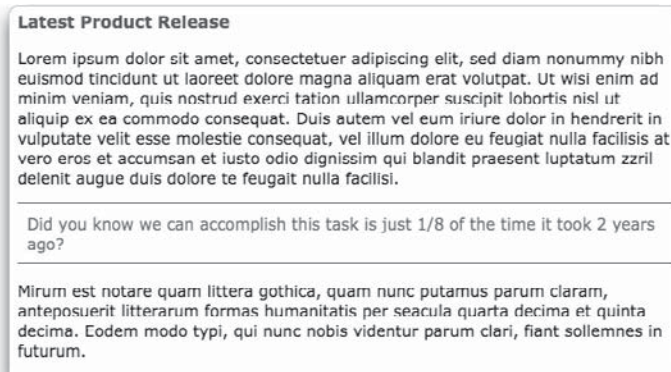 Latest Product Release
Lorem ipsum dolor sit amet, consectetuer adipiscing elit, sed diam nonummy nibh
euismod tincidunt ut laoreet dolore magna aliquam erat volutpat. Ut wisi enim ad
minim veniam, quis nostrud exerci tation ullamcorper suscipit lobortis nisl ut
aliquip ex ea commodo consequat. Duis autem vel eum iriure dolor in hendrerit in
vulputate velit esse molestie consequat, vel illum dolore eu feugiat nulla facilisis at
vero eros et accumsan et iusto odio dignissim qui blandit praesent luptatum zzril
delenit augue duis dolore te feugait nulla facilisi.
Did you know we can accomplish this task is just 1/8 of the time it took 2 years
ago?
Mirum est notare quam littera gothica, quam nunc putamus parum claram,
anteposuerit litterarum formas humanitatis per seacula quarta decima et quinta
decima. Eodem modo typi, qui nunc nobis videntur parum clari, fiant sollemnes in
futurum.